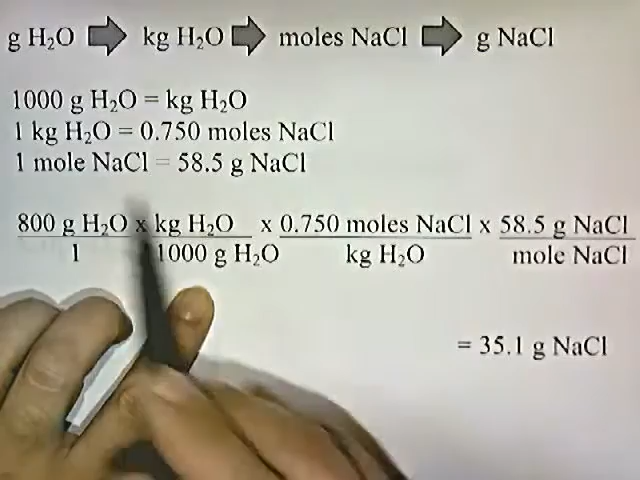 g H₂O kg H₂O moles NaCl g NaCl
1000 g H₂O = kg H₂O
1 kg H₂O = 0.750 moles NaCl
1 mole NaCl = 58.5 g NaCl
800 g H₂O x kg H₂O x 0.750 moles NaCl x 58.5 g NaCl
1 1000 g H₂O kg H₂O mole NaCl
= 35.1 g NaCl